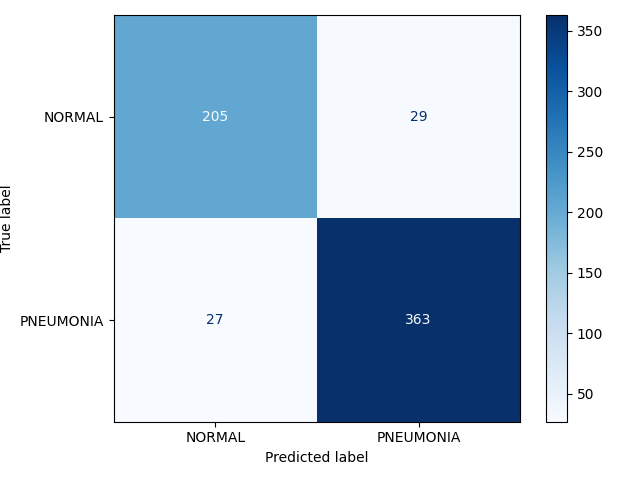 NORMAL
PNEUMONIA
True label
205
29
27
363
NORMAL
PNEUMONIA
Predicted label
350
300
250
200
150
100
50